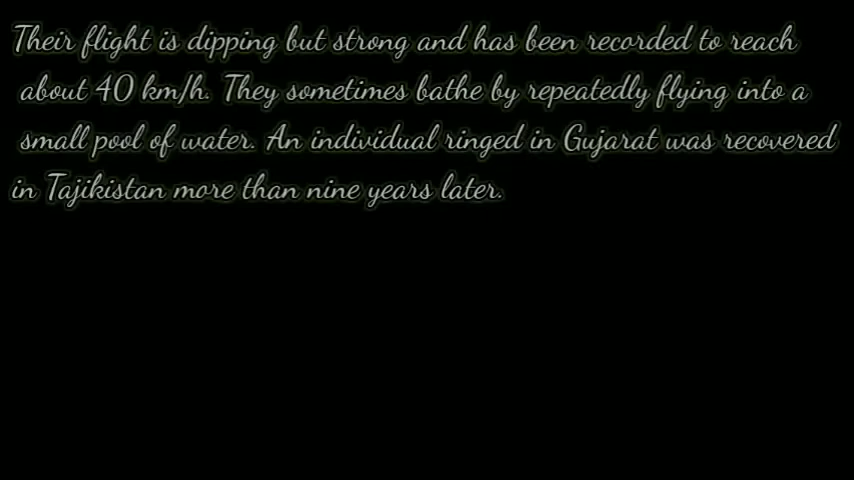 Their flight is dipping but strong and has been recorded to reach
about 40 km/h. They sometimes bathe by repeatedly flying into a
small pool of water. An individual ringed in Gujarat was recovered
in Tajikistan more than nine years later.